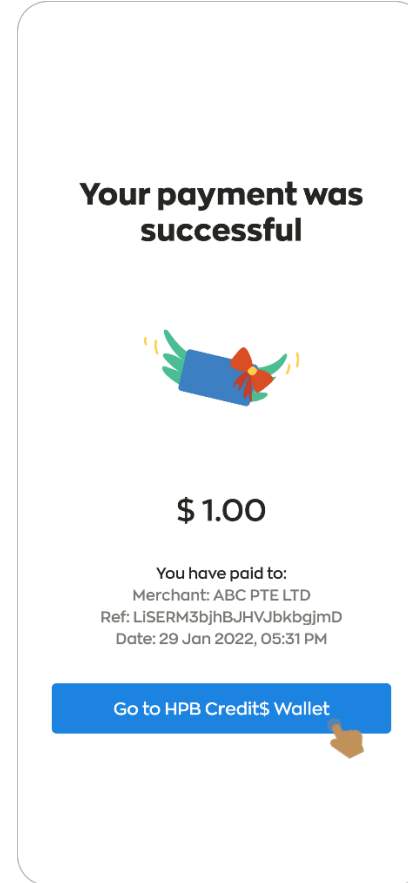 Your payment was
successful
$ 1.00
You have paid to:
Merchant: ABC PTE LTD
Ref: LiSERM3bjhBJHVJbkbgjmD
Date: 29 Jan 2022, 05:31 PM
Go to HPB Credit$ Wallet